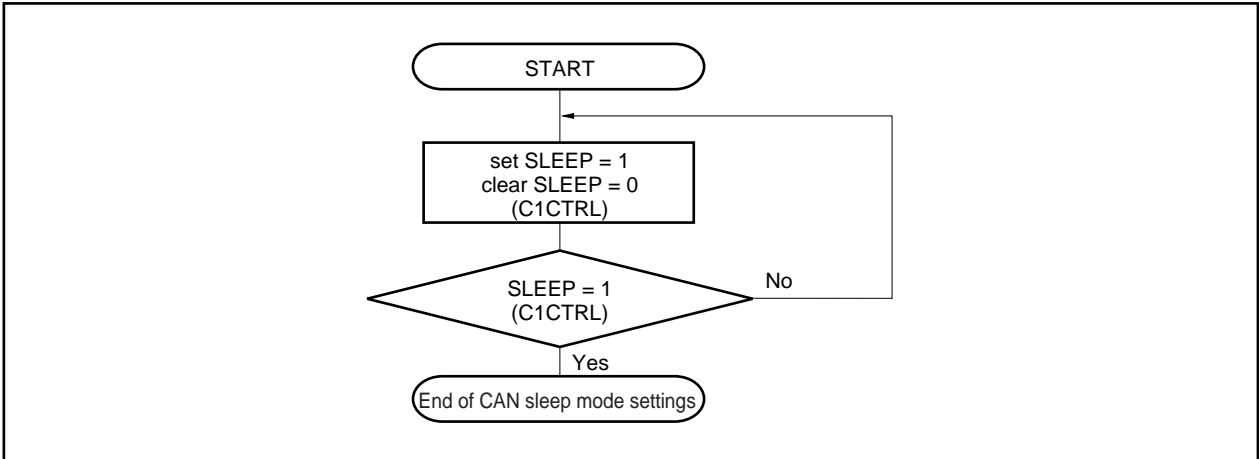 START
set SLEEP = 1
clear SLEEP = 0
(C1CTRL)
SLEEP = 1
(C1CTRL)
No
Yes
End of CAN sleep mode settings